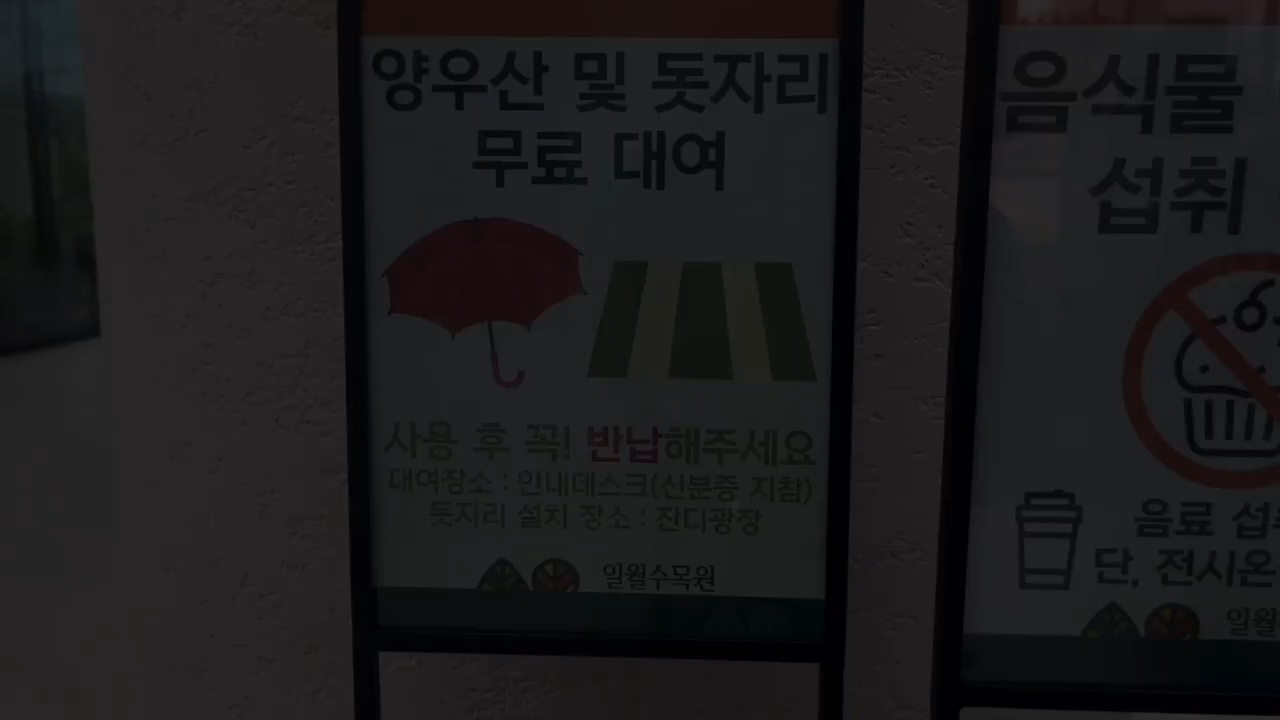 양우산 및 돗자리
무료 대여
사용 후 꼭! 반납해주세요
대여장소 : 안내데스크(신분증 지참)
돗자리 설치 장소 : 잔디광장
일월수목원
음식물
섭취
음료
단, 전시온
일월